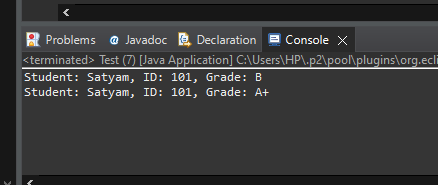 Problems @ Javadoc Declaration Console
<terminated> Test (7) [Java Application] C:\Users\HP\.p2\pool\plugins\org.ecli
Student: Satyam, ID: 101, Grade: B
Student: Satyam, ID: 101, Grade: A+